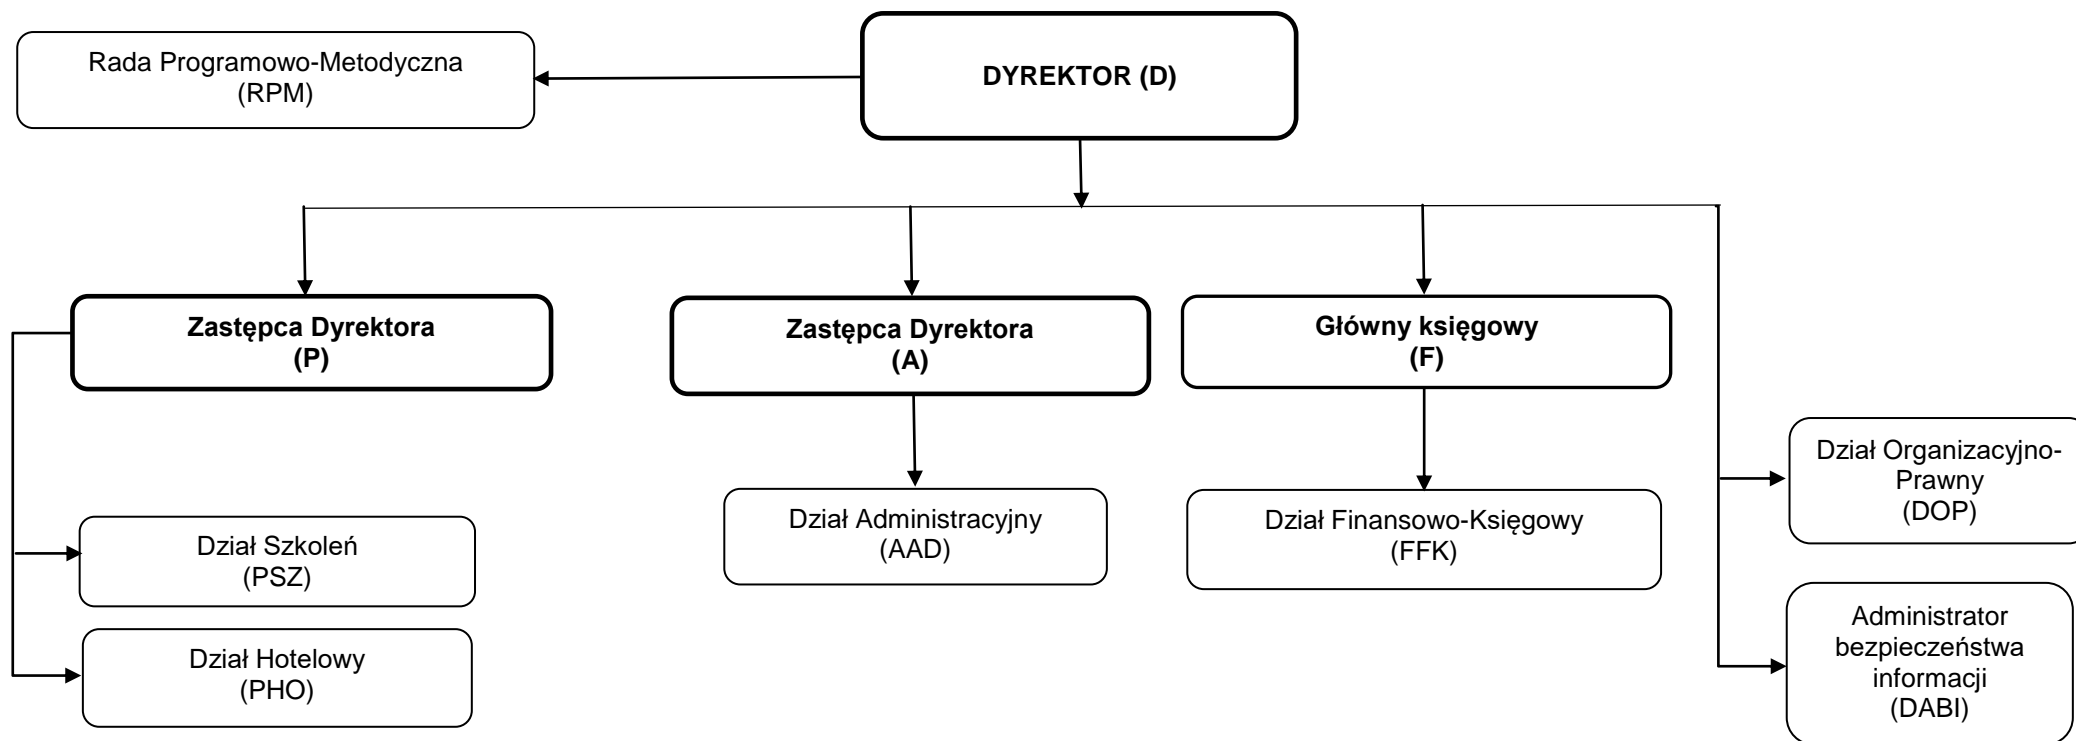 Rada Programowo-Metodyczna
(RPM)
DYREKTOR (D)
Zastępca Dyrektora
(P)
Zastępca Dyrektora
(A)
Główny księgowy
(F)
Dział Organizacyjno-
Prawny
(DOP)
Dział Administracyjny
(AAD)
Dział Finansowo-Księgowy
(FFK)
Dział Szkoleń
(PSZ)
Dział Hotelowy
(PHO)
Administrator
bezpieczeństwa
informacji
(DABI)